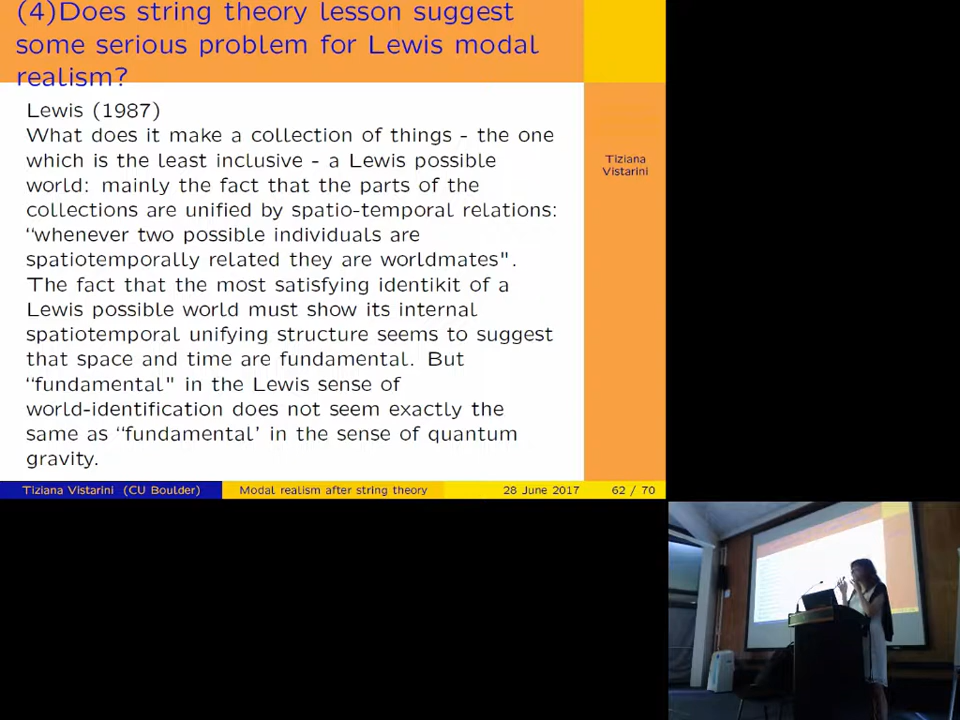 (4)Does string theory lesson suggest
some serious problem for Lewis modal
realism?
Lewis (1987)
What does it make a collection of things - the one
which is the least inclusive - a Lewis possible
world: mainly the fact that the parts of the
collections are unified by spatio-temporal relations:
“whenever two possible individuals are
spatiotemporally related they are worldmates".
The fact that the most satisfying identikit of a
Lewis possible world must show its internal
spatiotemporal unifying structure seems to suggest
that space and time are fundamental. But
“fundamental" in the Lewis sense of
world-identification does not seem exactly the
same as “fundamental’ in the sense of quantum
gravity.
Tiziana
Vistarini
Tiziana Vistarini (CU Boulder) Modal realism after string theory 28 June 2017 62 / 70